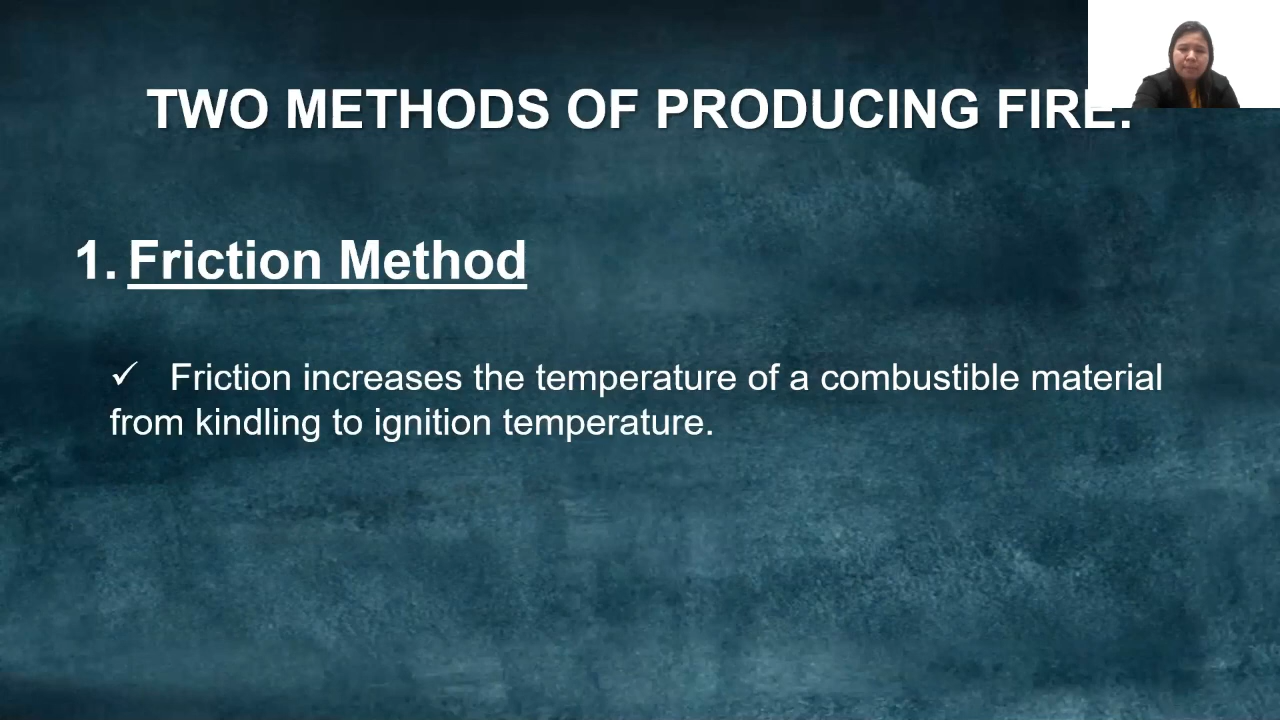 TWO METHODS OF PRODUCING FIRE:
1. Friction Method
✓ Friction increases the temperature of a combustible material
from kindling to ignition temperature.